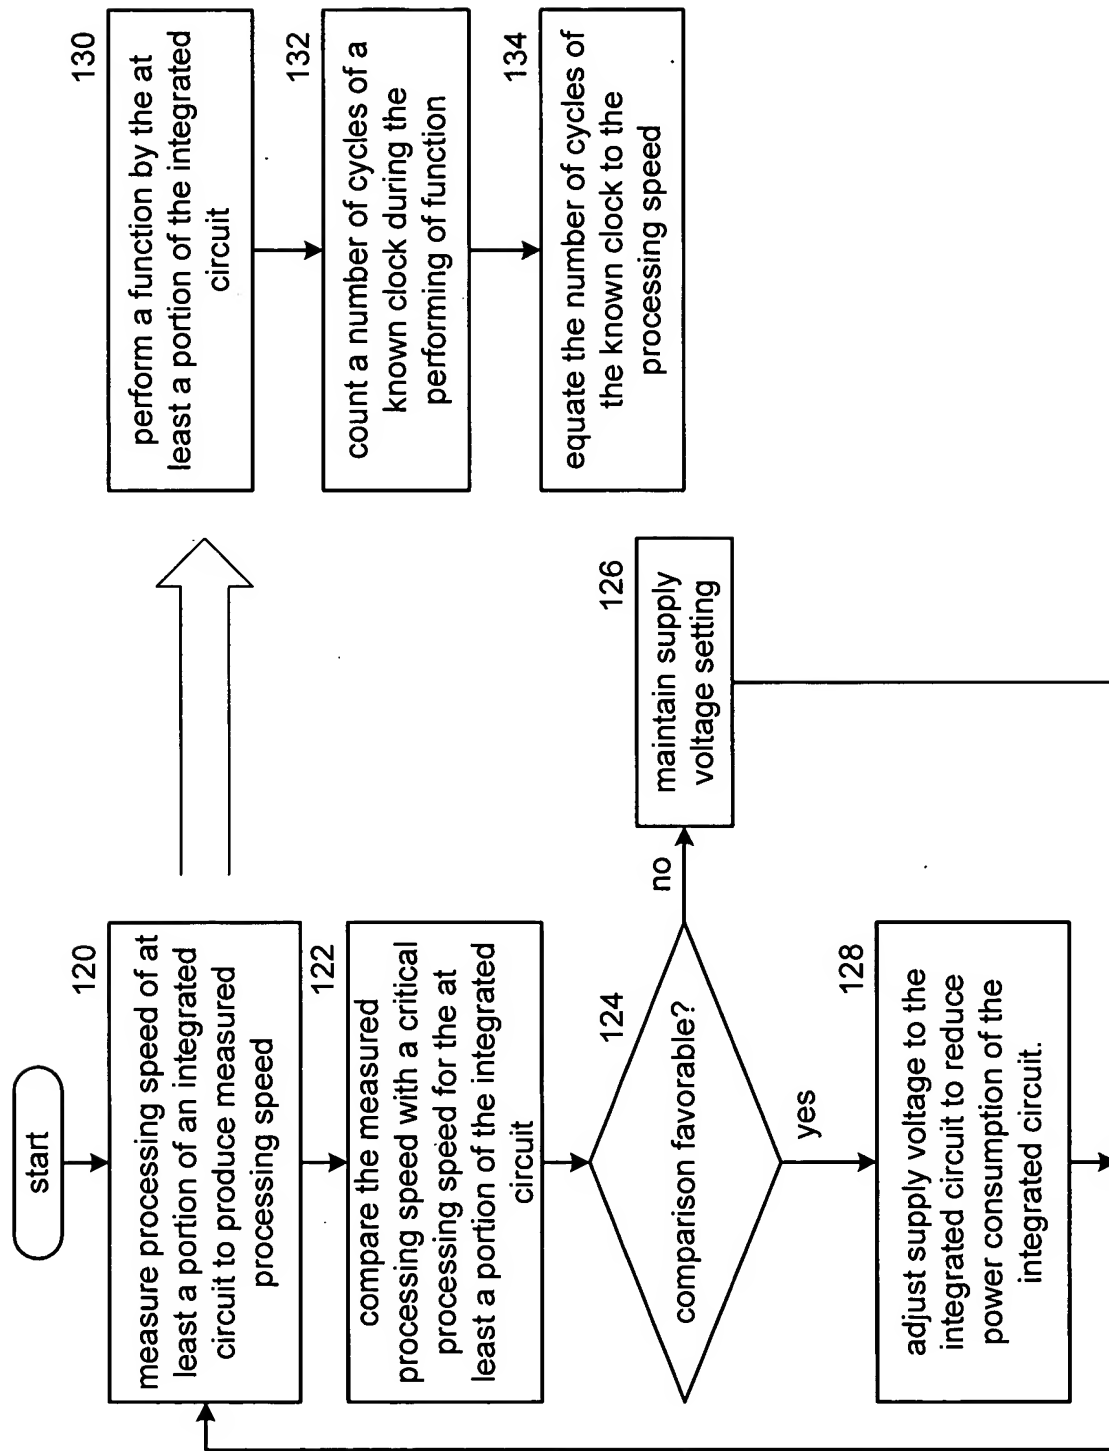 start
120
measure processing speed of at
least a portion of an integrated
circuit to produce measured
processing speed
122
compare the measured
processing speed with a critical
processing speed for the at
least a portion of the integrated
circuit
124
comparison favorable?
no
yes
126
maintain supply
voltage setting
128
adjust supply voltage to the
integrated circuit to reduce
power consumption of the
integrated circuit.
130
perform a function by the at
least a portion of the integrated
circuit
132
count a number of cycles of a
known clock during the
performing of function
134
equate the number of cycles of
the known clock to the
processing speed